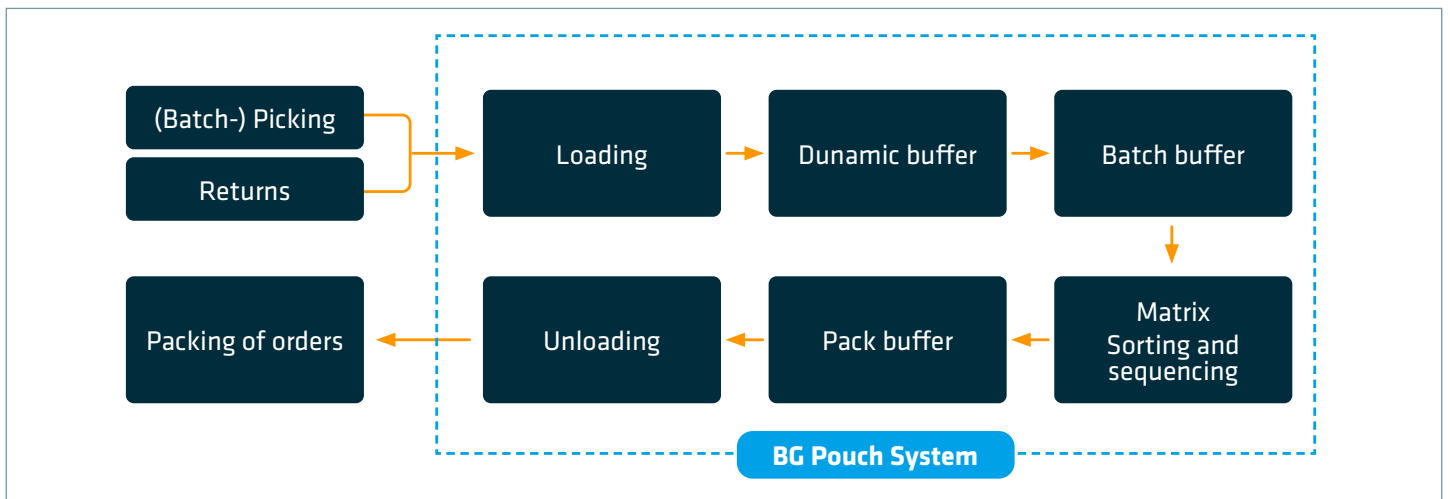 (Batch-) Picking
Returns
Loading
Dunamic buffer
Batch buffer
Matrix
Sorting and
sequencing
Pack buffer
Unloading
Packing of orders
BG Pouch System